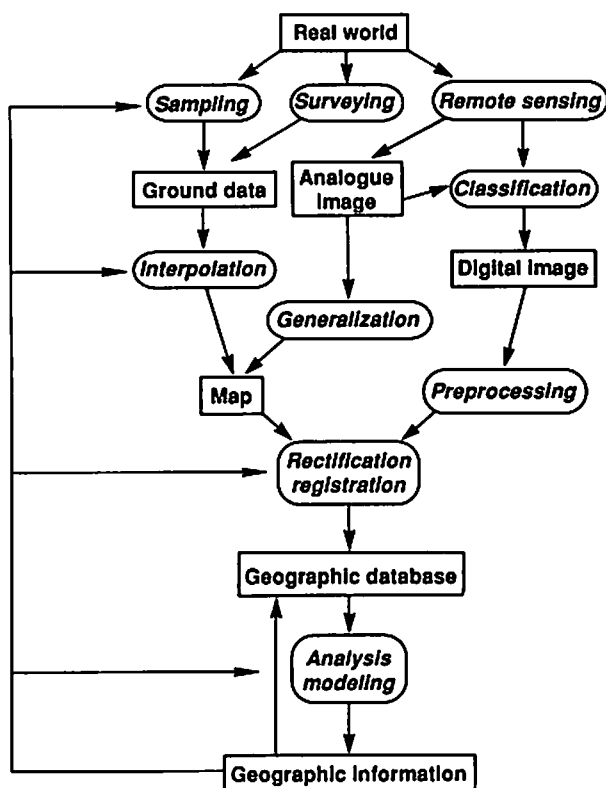 Real world
Sampling
Surveying
Remote sensing
Ground data
Analogue
image
Classification
Interpolation
Digital image
Generalization
Map
Preprocessing
Rectification
registration
Geographic database
Analysis
modeling
Geographic information